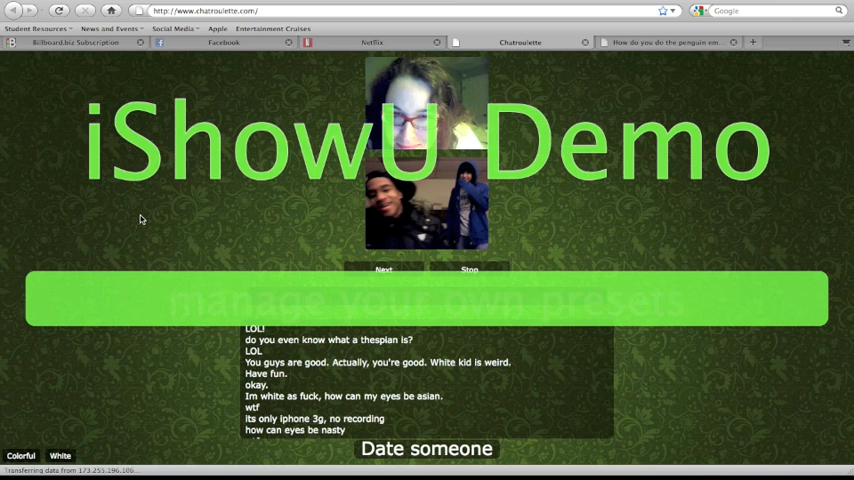 http://www.chatroulette.com/
Google
Student Resources News and Events Social Media Apple Entertainment Cruises
Billboard.biz Subscription Facebook Netflix Chatroulette How do you do the penguin em...
iShowU Demo
Next Stop
manage your own presets
LOL!
do you even know what a thespian is?
LOL
You guys are good. Actually, you're good. White kid is weird.
Have fun.
okay.
Im white as fuck, how can my eyes be asian.
wtf
its only iphone 3g, no recording
how can eyes be nasty
Date someone
Colorful White
Transferring data from 173.255.196.106...